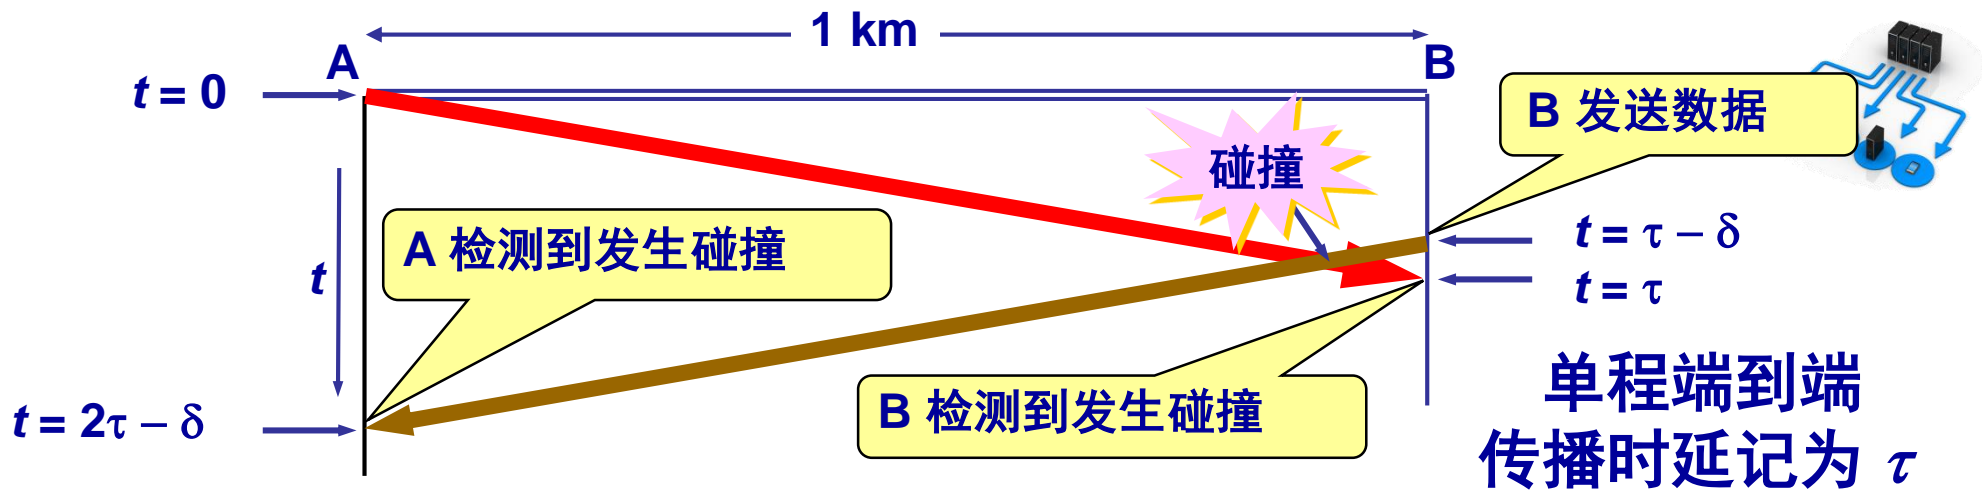 1 km
A
B
t = 0
B 发送数据
碰撞
A 检测到发生碰撞
t = τ − δ
t
t = τ
B 检测到发生碰撞
t = 2τ − δ
单程端到端
传播时延记为 τ